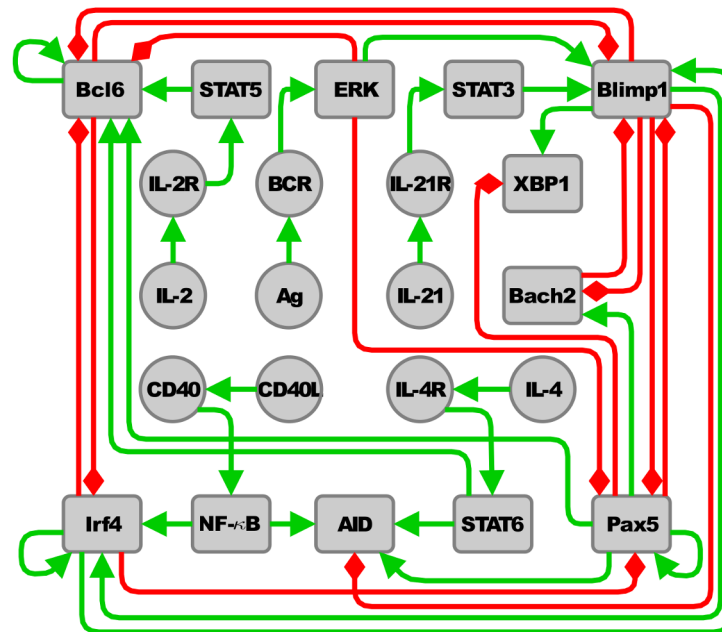 Bcl6 STAT5 ERK STAT3 Blimp1
IL-2R BCR IL-21R XBP1
IL-2 Ag IL-21 Bach2
CD40 CD40L IL-4R IL-4
Irf4 NF-κB AID STAT6 Pax5